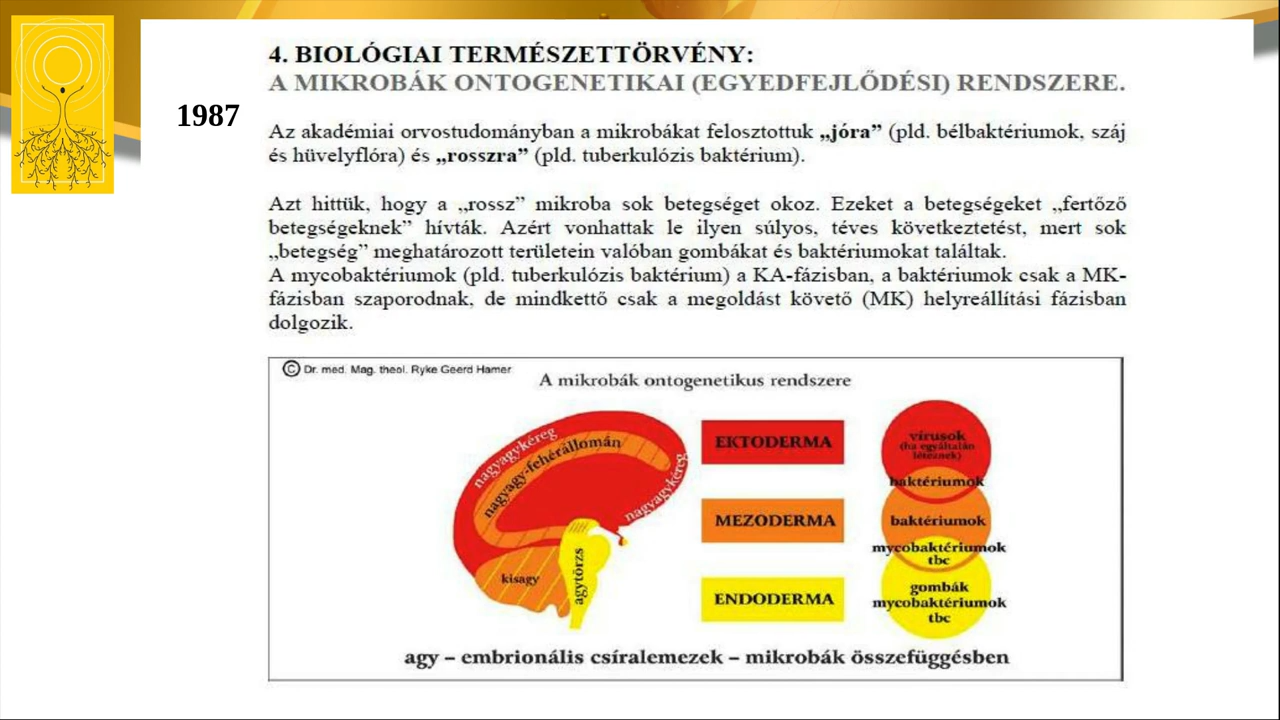 4. BIOLÓGIAI TERMÉSZETTÖRVÉNY:
A MIKROBÁK ONTOGENETIKAI (EGYEDFEJLŐDÉSI) RENDSZERE.
1987
Az akadémiai orvostudományban a mikrobákat felosztottuk „jóra” (pld. bélbaktériumok, száj
és hüvelyflóra) és „rosszra” (pld. tuberkulózis baktérium).
Azt hittük, hogy a „rossz” mikroba sok betegséget okoz. Ezeket a betegségeket „fertőző
betegségeknek” hívták. Azért vonhattak le ilyen súlyos, téves következtetést, mert sok
„betegség” meghatározott területein valóban gombákat és baktériumokat találtak.
A mycobaktériumok (pld. tuberkulózis baktérium) a KA-fázisban, a baktériumok csak a MK-
fázisban szaporodnak, de mindkettő csak a megoldást követő (MK) helyreállítási fázisban
dolgozik.
© Dr. med. Mag. theol. Ryke Geerd Hamer
A mikrobák ontogenetikus rendszere
nagyagykéreg
nagyagy-fehérállomán
nagyagykéreg
kisagy
agytörzs
EKTODERMA
MEZODERMA
ENDODERMA
vírusok
(ha egyáltalán
léteznek)
baktériumok
baktériumok
mycobaktériumok
tbc
gombák
mycobaktériumok
tbc
agy – embrionális csíralemezek – mikrobák összefüggésben